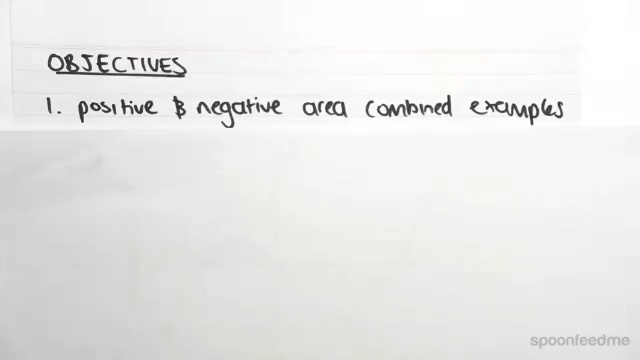 OBJECTIVES
1. positive & negative area combined examples
spoonfeedme